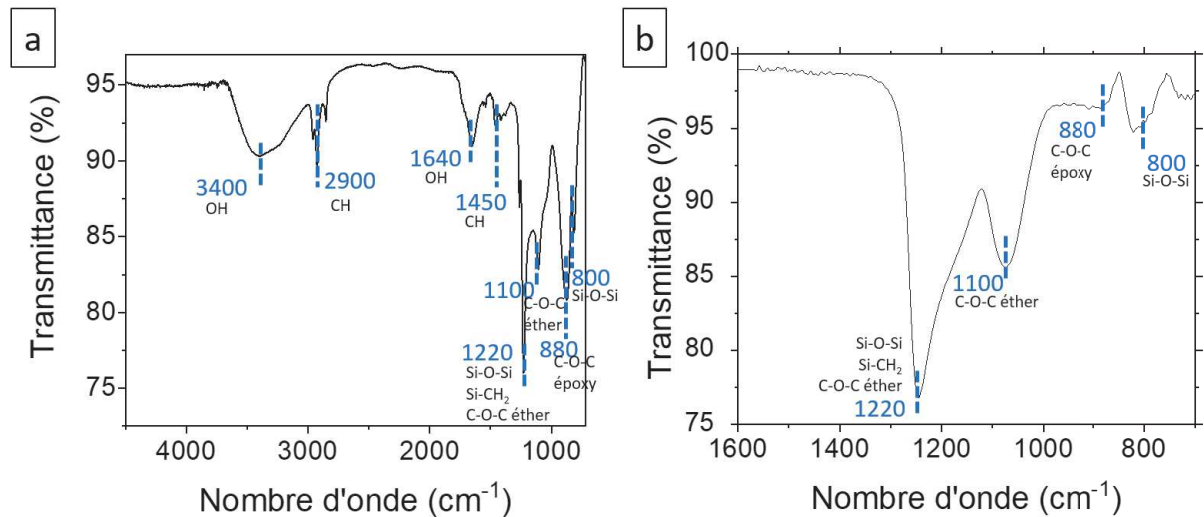 a
95
90
85
80
75
Transmittance (%)
4000
3000
2000
1000
Nombre d'onde (cm⁻¹)
3400
OH
2900
CH
1640
OH
1450
CH
1100
C-O-C
éther
800
Si-O-Si
1220
Si-O-Si
Si-CH₂
C-O-C éther
880
C-O-C
époxy
b
100
95
90
85
80
75
Transmittance (%)
1600
1400
1200
1000
800
Nombre d'onde (cm⁻¹)
880
C-O-C
époxy
800
Si-O-Si
1100
C-O-C éther
Si-O-Si
Si-CH₂
C-O-C éther
1220